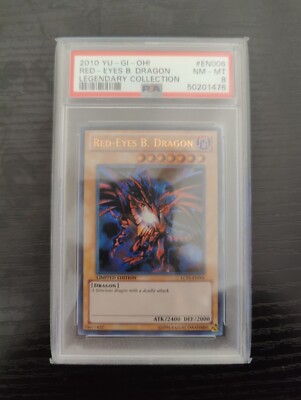 2010 YU - GI - OH! #EN006
RED - EYES B. DRAGON NM - MT
LEGENDARY COLLECTION 8
PSA 50201476
RED-EYES B. DRAGON
LIMITED EDITION
[DRAGON]
A ferocious dragon with a deadly attack.
ATK/2400 DEF/2000